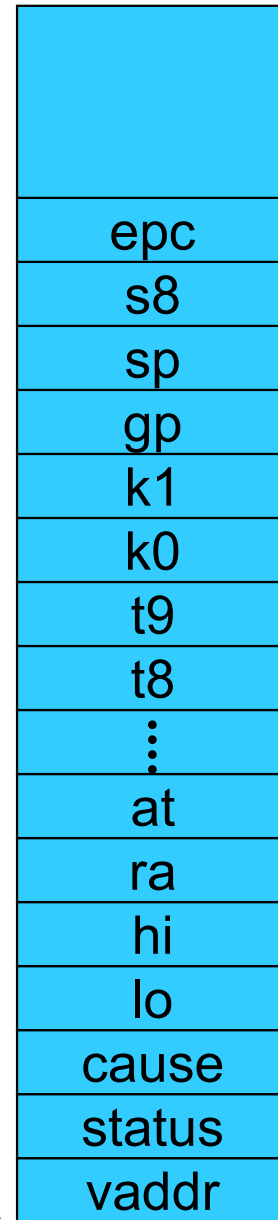 epc
s8
sp
gp
k1
k0
t9
t8
⋮
at
ra
hi
lo
cause
status
vaddr